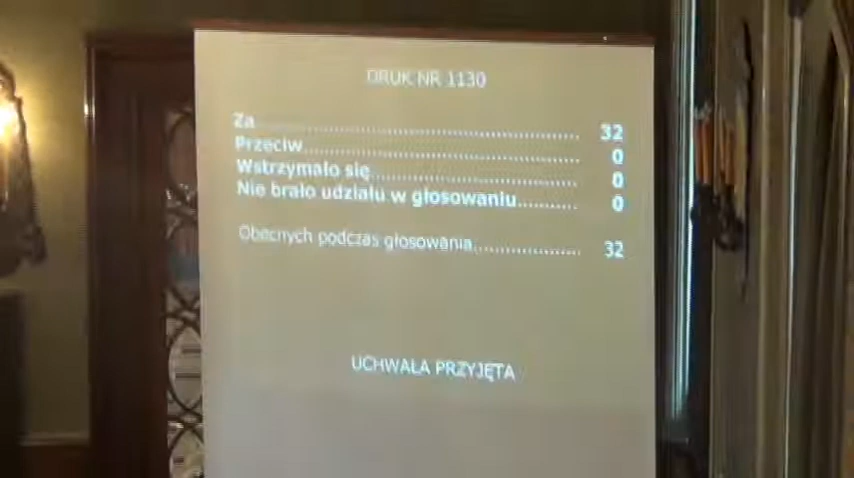 DRUK NR 1130
Za.......................................................... 32
Przeciw.................................................. 0
Wstrzymało się..................................... 0
Nie brało udziału w głosowaniu........... 0
Obecnych podczas głosowania.................. 32
UCHWAŁA PRZYJĘTA